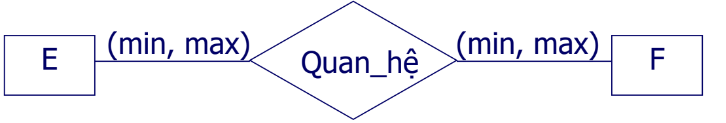 E
(min, max)
Quan_hệ
(min, max)
F